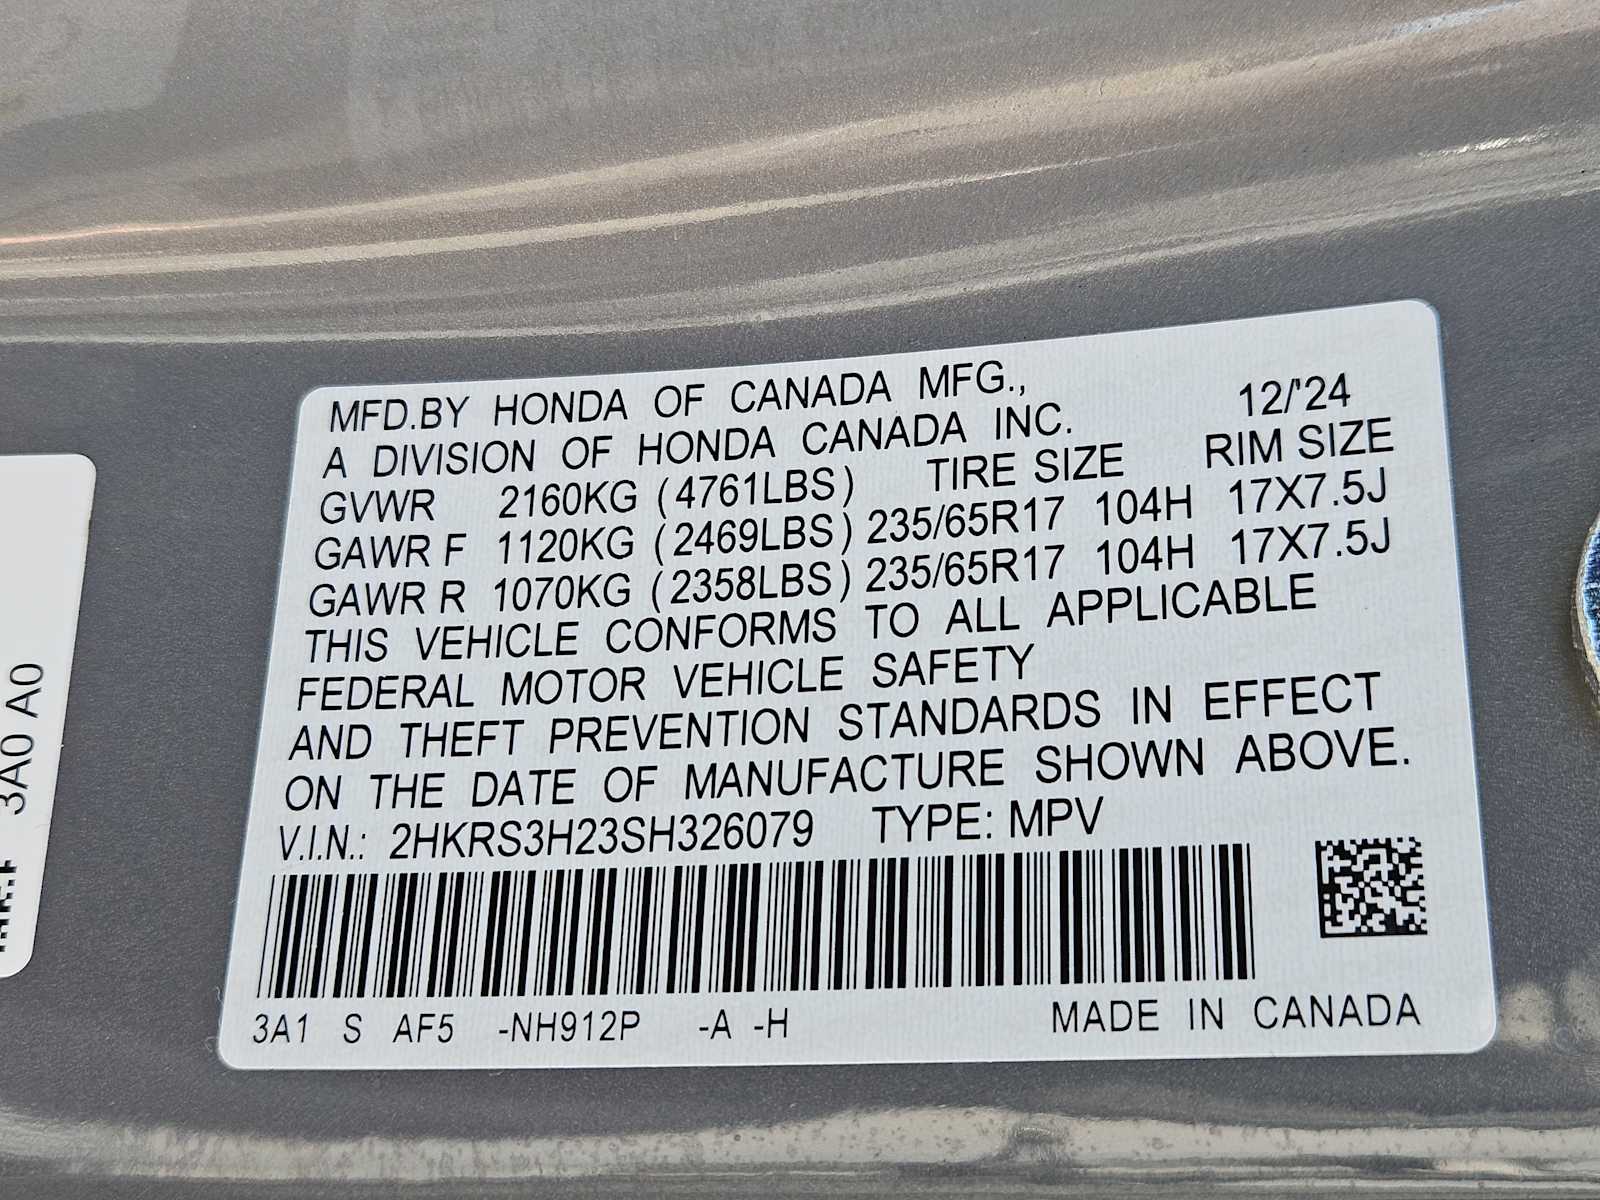 MFD.BY HONDA OF CANADA MFG., 12/'24
A DIVISION OF HONDA CANADA INC.
GVWR 2160KG (4761LBS) TIRE SIZE RIM SIZE
GAWR F 1120KG (2469LBS) 235/65R17 104H 17X7.5J
GAWR R 1070KG (2358LBS) 235/65R17 104H 17X7.5J
THIS VEHICLE CONFORMS TO ALL APPLICABLE
FEDERAL MOTOR VEHICLE SAFETY
AND THEFT PREVENTION STANDARDS IN EFFECT
ON THE DATE OF MANUFACTURE SHOWN ABOVE.
V.I.N.: 2HKRS3H23SH326079 TYPE: MPV
3A1 S AF5 -NH912P -A -H MADE IN CANADA
3A0 A0